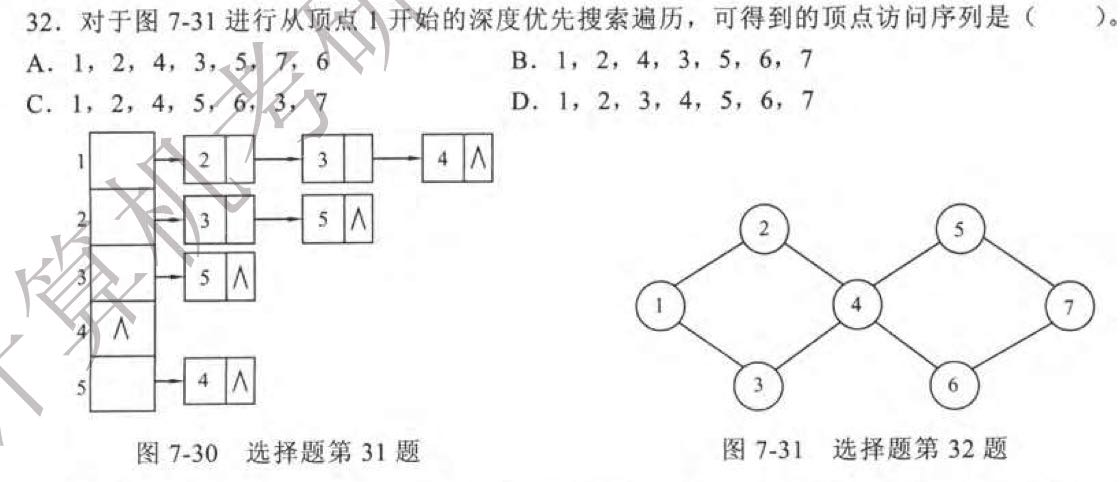 32．对于图 7-31 进行从顶点 1 开始的深度优先搜索遍历，可得到的顶点访问序列是（　　）。
A．1，2，4，3，5，7，6　　B．1，2，4，3，5，6，7
C．1，2，4，5，6，3，7　　D．1，2，3，4，5，6，7
1 2 3 4 ∧
2 3 5 ∧
3 5 ∧
4 ∧
5 4 ∧
2 5
1 4 7
3 6
图 7-30　选择题第 31 题
图 7-31　选择题第 32 题
计算机考研